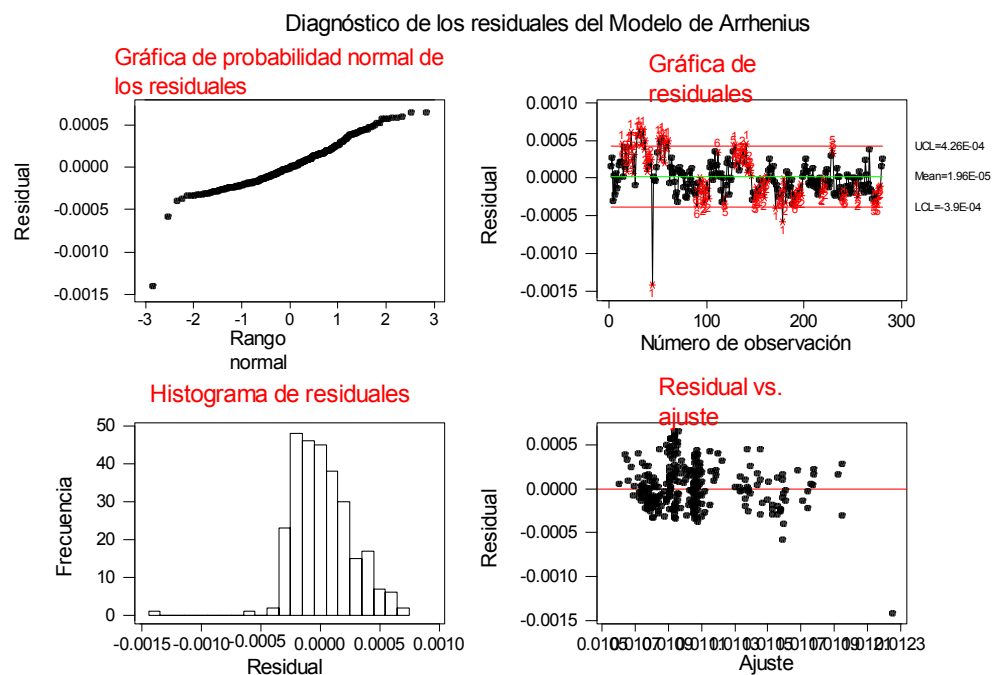 Diagnóstico de los residuales del Modelo de Arrhenius
Gráfica de probabilidad normal de
los residuales
0.0005
0.0000
-0.0005
-0.0010
-0.0015
Residual
-3 -2 -1 0 1 2 3
Rango
normal
Gráfica de
residuales
0.0010
0.0005
0.0000
-0.0005
-0.0010
-0.0015
Residual
UCL=4.26E-04
Mean=1.96E-05
LCL=-3.9E-04
0 100 200 300
Número de observación
Histograma de residuales
50
40
30
20
10
0
Frecuencia
-0.0015 -0.0010 -0.0005 0.0000 0.0005 0.0010
Residual
Residual vs.
ajuste
0.0005
0.0000
-0.0005
-0.0010
-0.0015
Residual
Ajuste